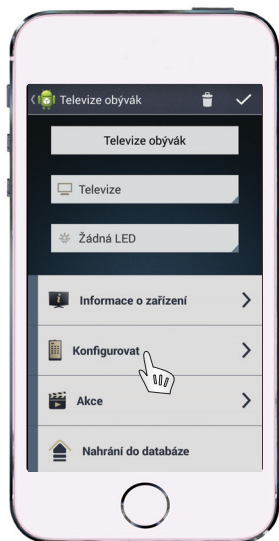 Televize obývák
Televize obývák
Televize
Žádná LED
Informace o zařízení
Konfigurovat
Akce
Nahrání do databáze